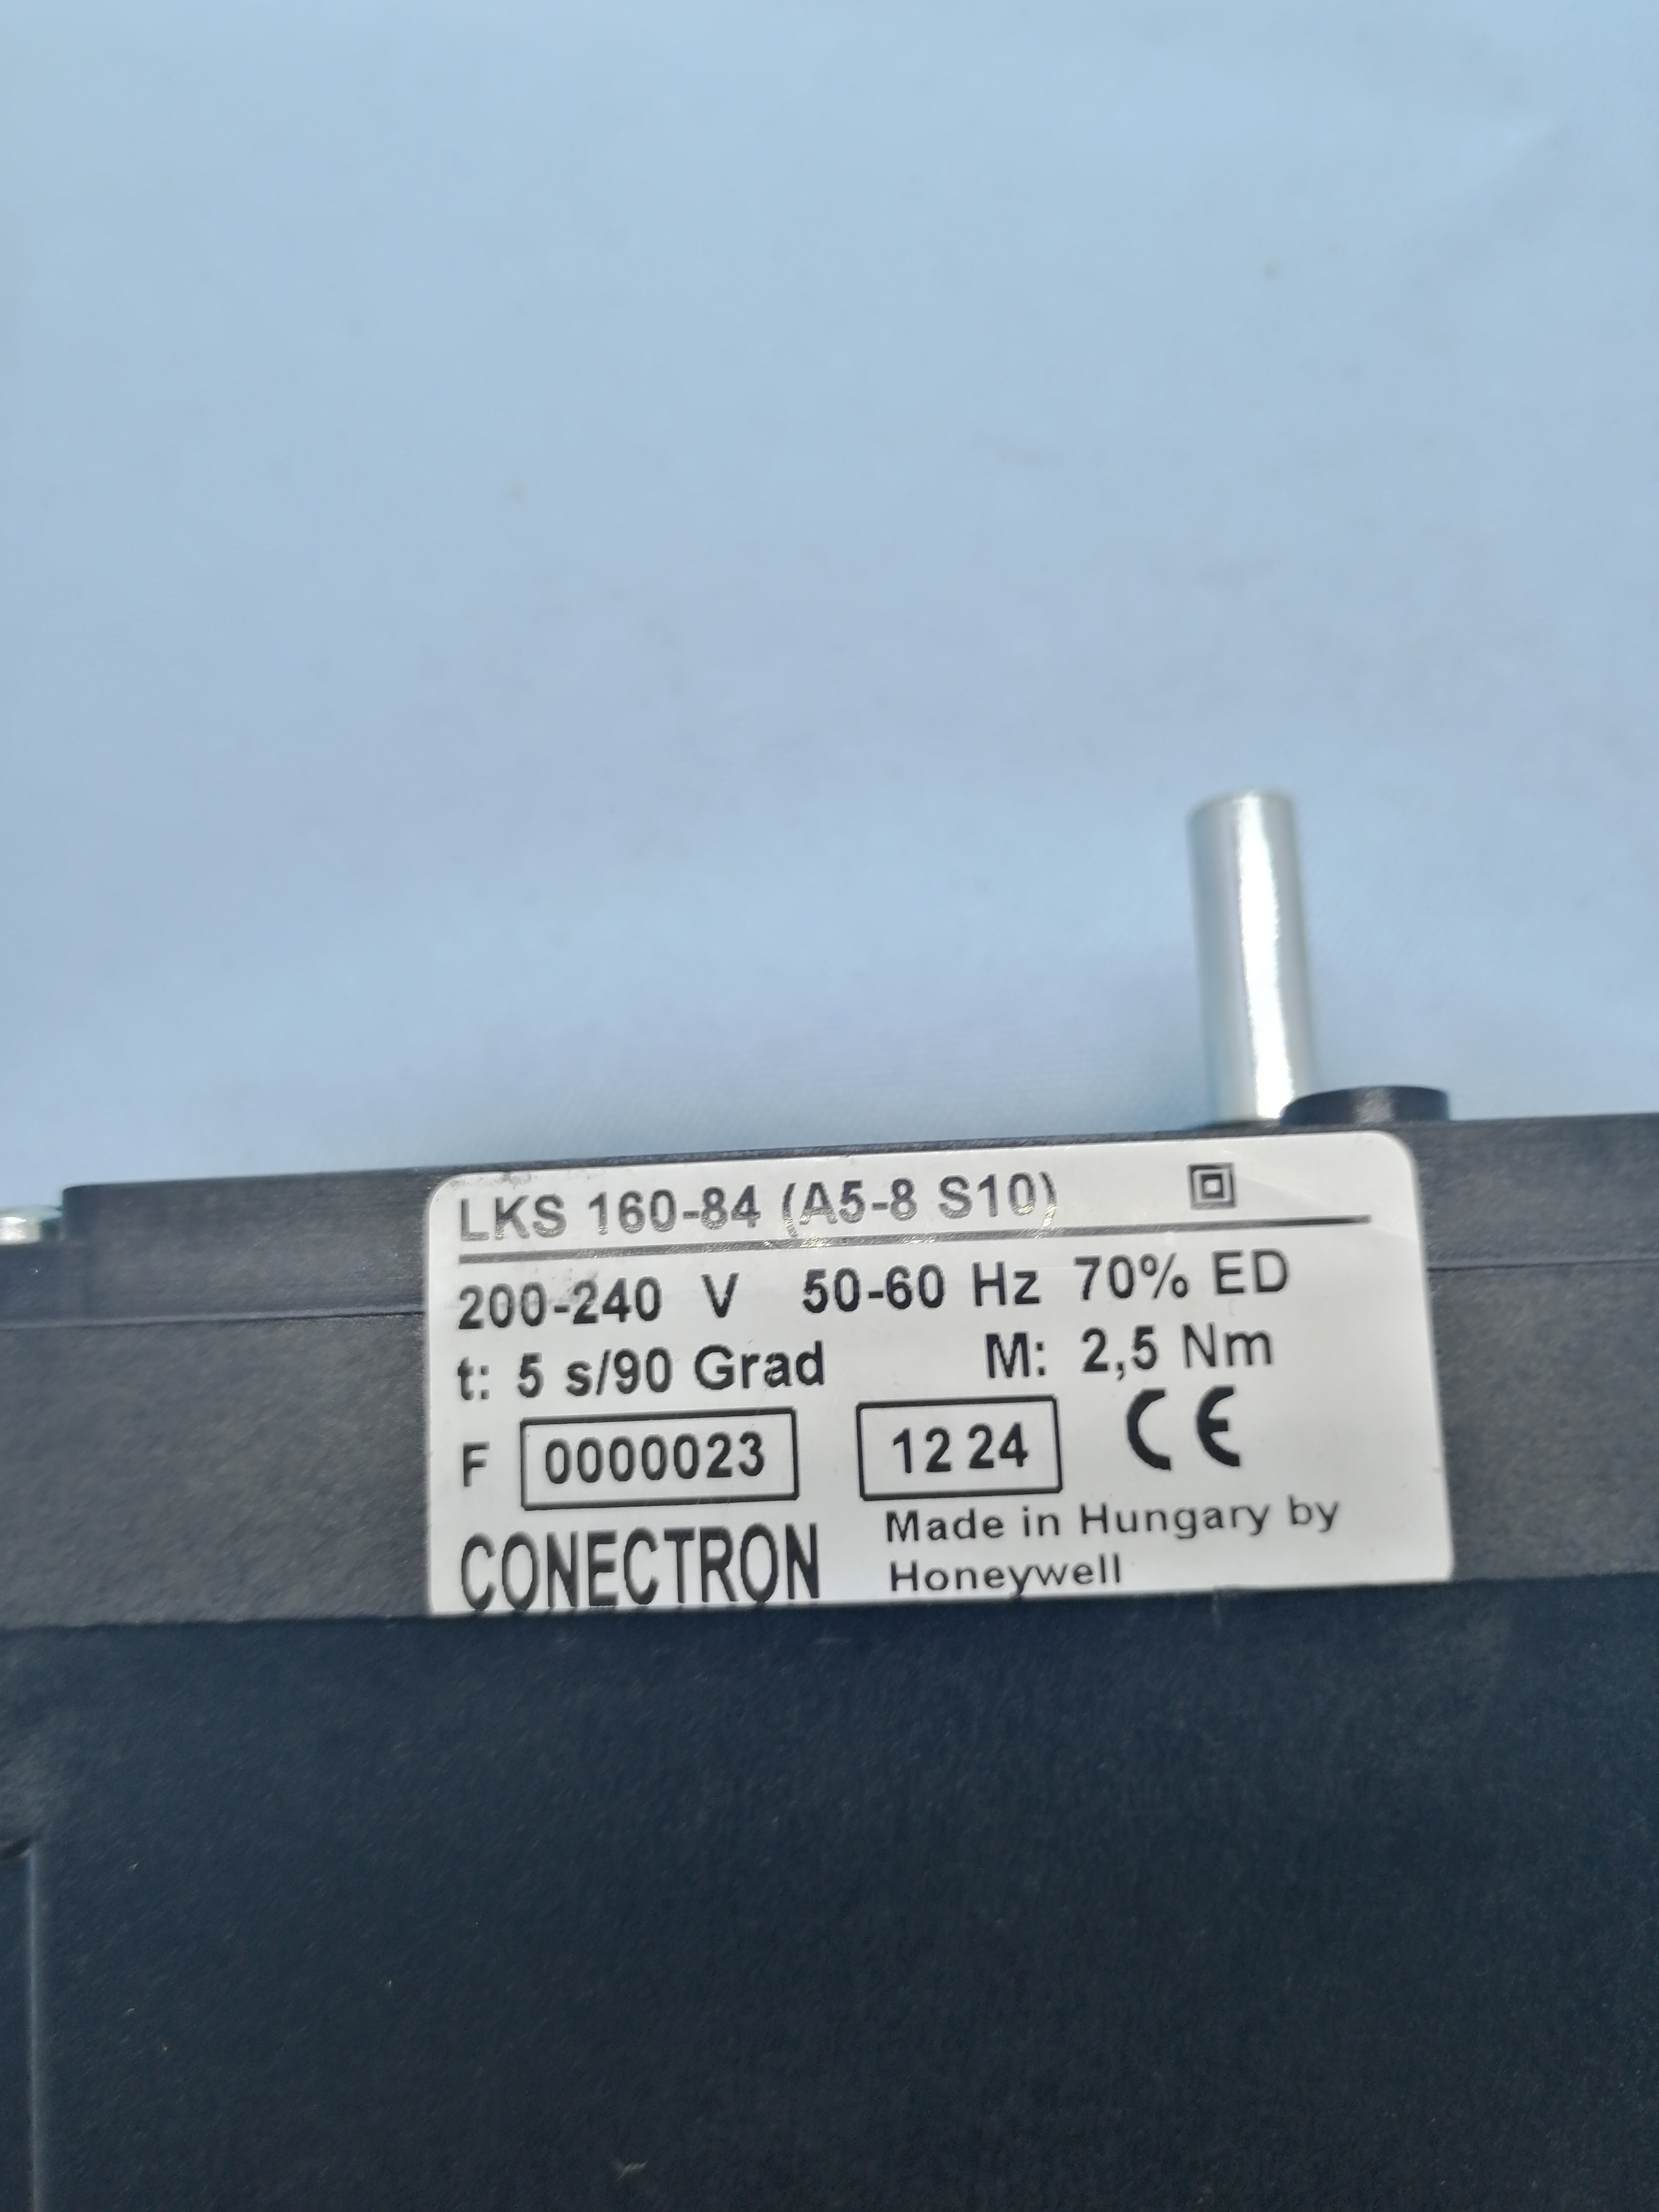 LKS 160-84 (A5-8 S10)
200-240 V 50-60 Hz 70% ED
t: 5 s/90 Grad M: 2,5 Nm
F 0000023 12 24 CE
CONECTRON
Made in Hungary by
Honeywell